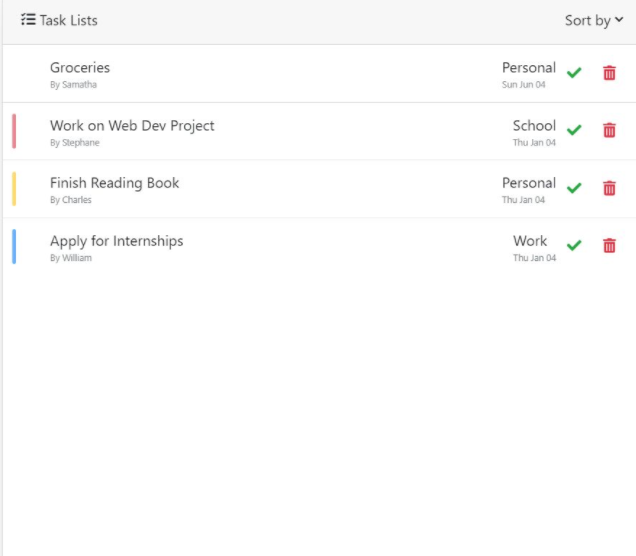 Task Lists
Sort by
Groceries
Personal
By Samatha
Sun Jun 04
Work on Web Dev Project
School
By Stephane
Thu Jan 04
Finish Reading Book
Personal
By Charles
Thu Jan 04
Apply for Internships
Work
By William
Thu Jan 04